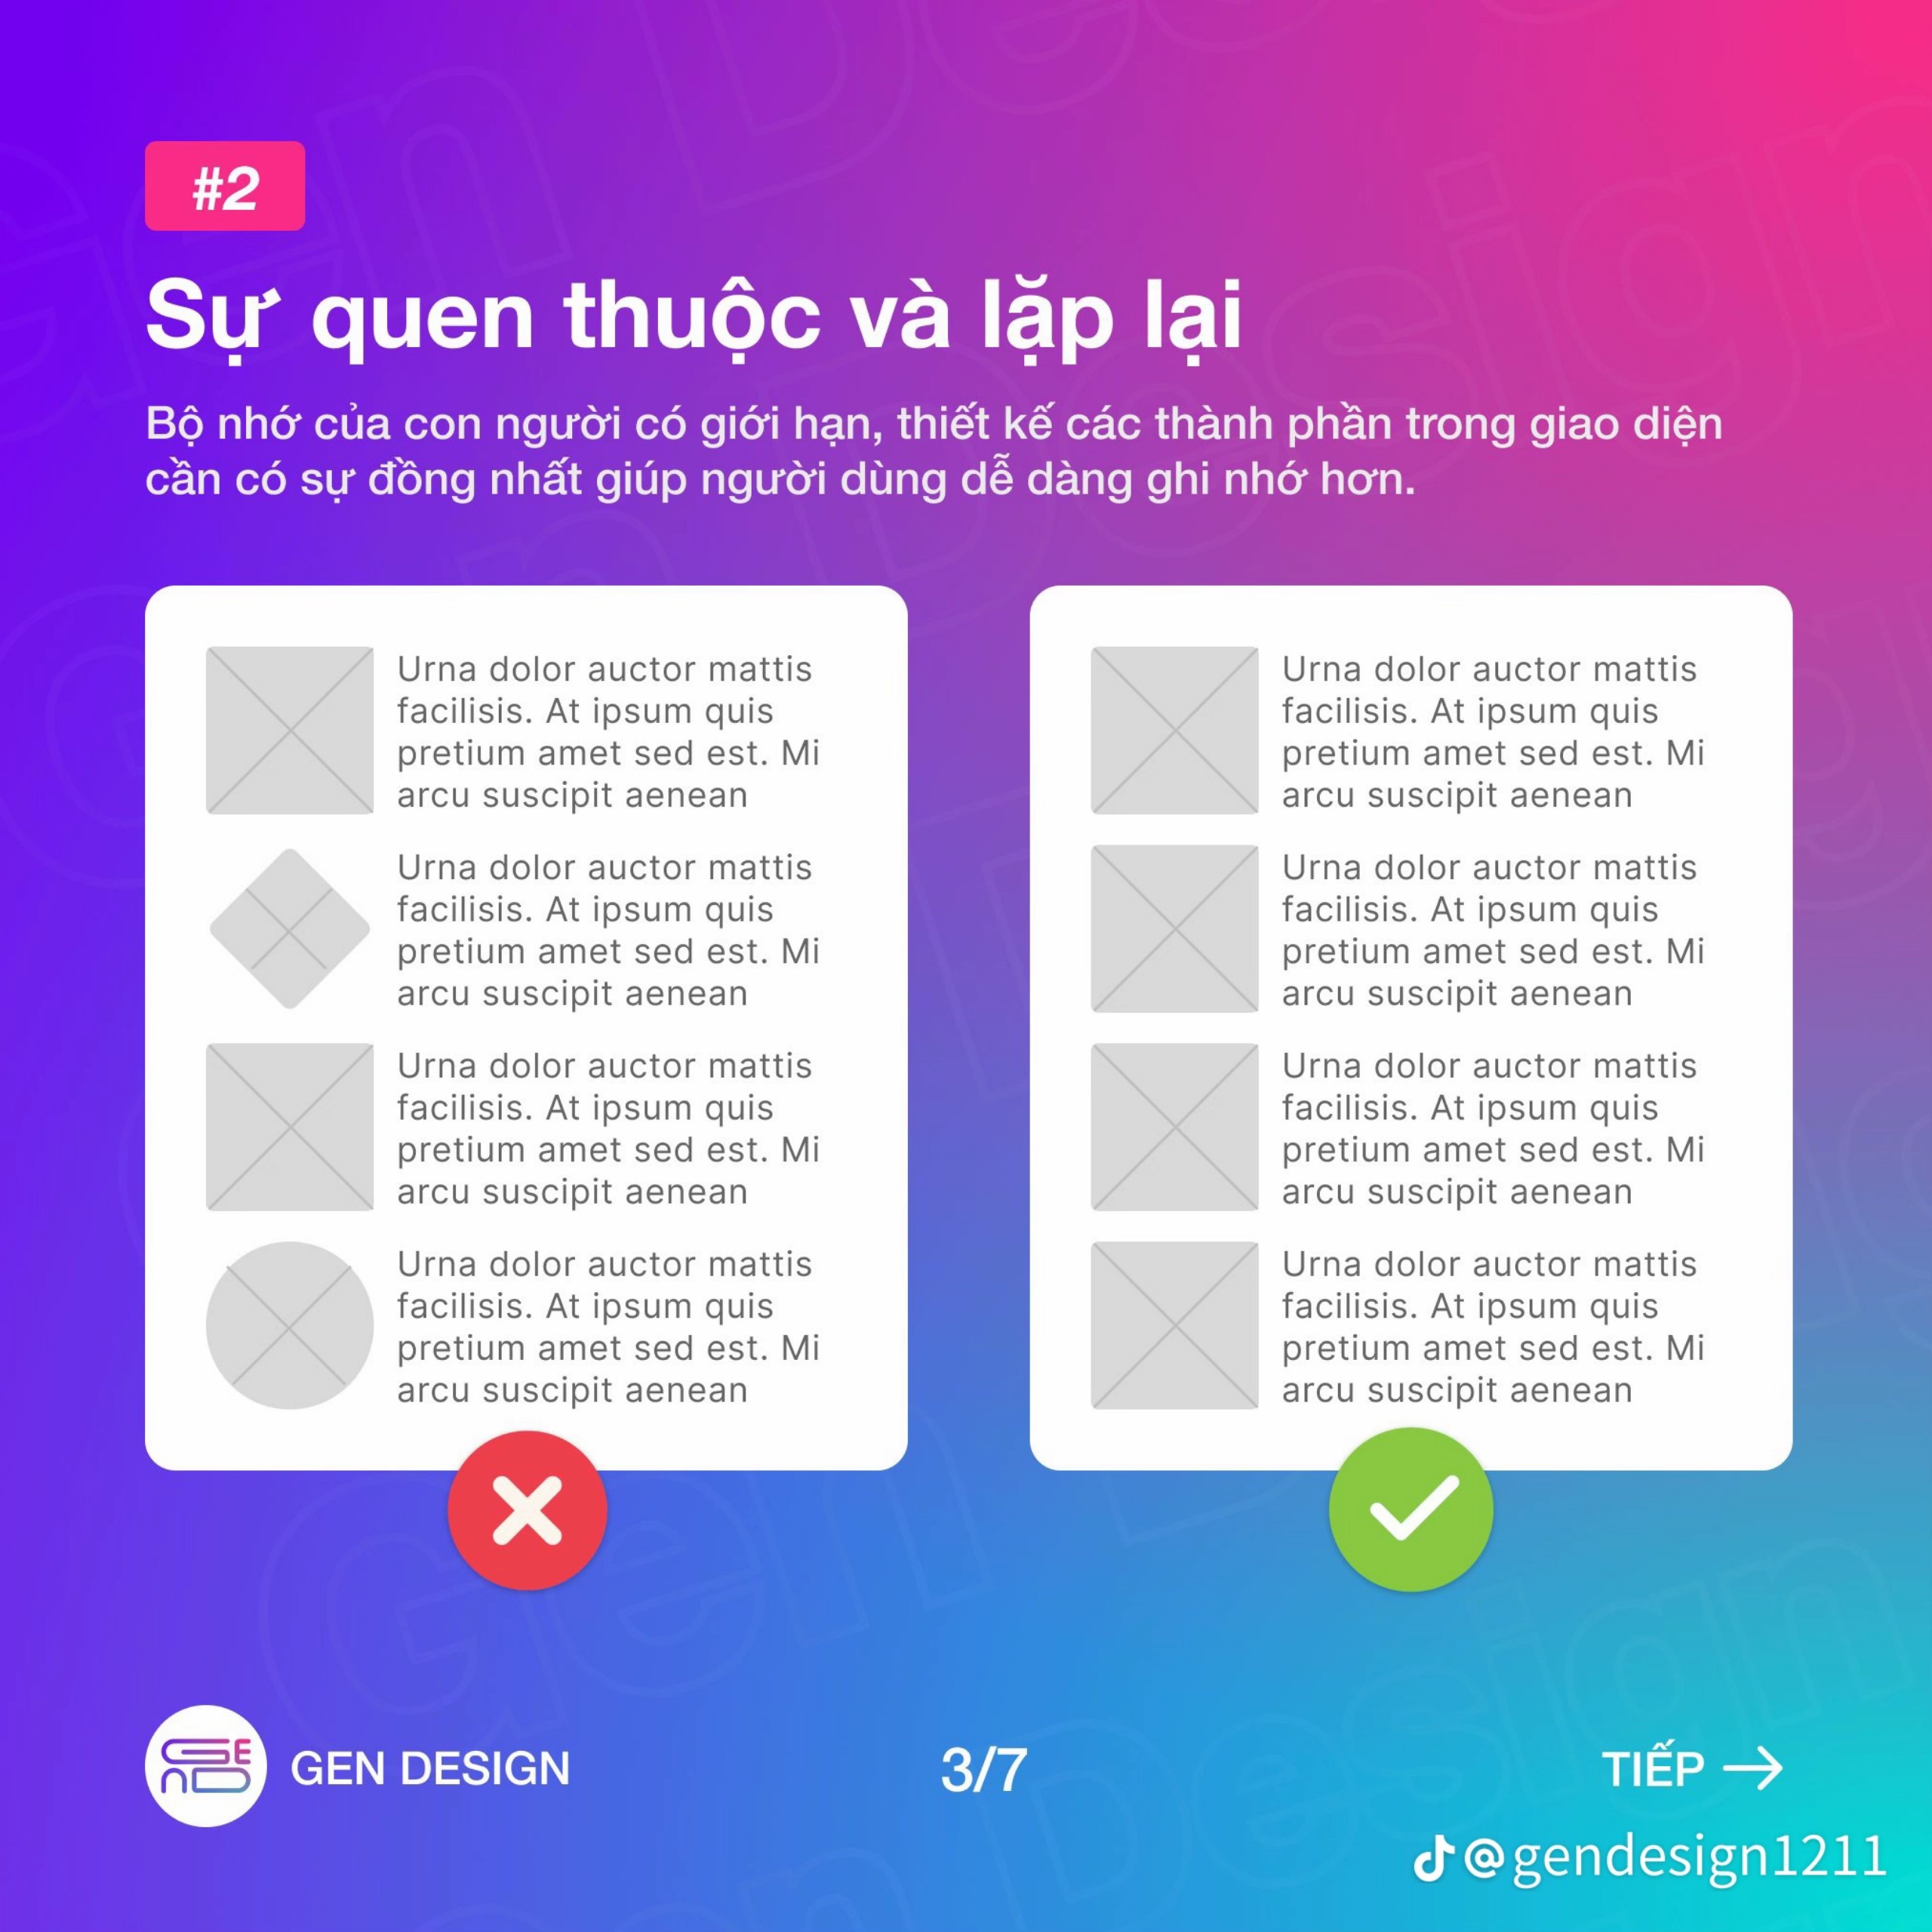 #2
Sự quen thuộc và lặp lại
Bộ nhớ của con người có giới hạn, thiết kế các thành phần trong giao diện
cần có sự đồng nhất giúp người dùng dễ dàng ghi nhớ hơn.
Urna dolor auctor mattis
facilisis. At ipsum quis
pretium amet sed est. Mi
arcu suscipit aenean
Urna dolor auctor mattis
facilisis. At ipsum quis
pretium amet sed est. Mi
arcu suscipit aenean
Urna dolor auctor mattis
facilisis. At ipsum quis
pretium amet sed est. Mi
arcu suscipit aenean
Urna dolor auctor mattis
facilisis. At ipsum quis
pretium amet sed est. Mi
arcu suscipit aenean
Urna dolor auctor mattis
facilisis. At ipsum quis
pretium amet sed est. Mi
arcu suscipit aenean
Urna dolor auctor mattis
facilisis. At ipsum quis
pretium amet sed est. Mi
arcu suscipit aenean
Urna dolor auctor mattis
facilisis. At ipsum quis
pretium amet sed est. Mi
arcu suscipit aenean
Urna dolor auctor mattis
facilisis. At ipsum quis
pretium amet sed est. Mi
arcu suscipit aenean
GEN DESIGN
3/7
TIẾP →
@gendesign1211